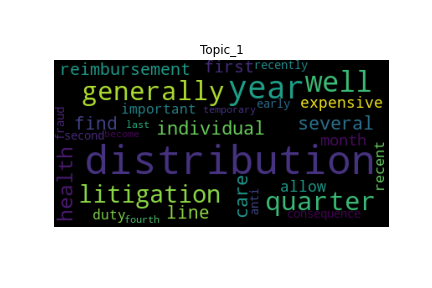 Topic_1
reimbursement first recently
generally year well
important temporary early expensive
fraud find individual several
second become last month
distribution recent
health litigation care allow quarter
anti
duty line consequence
fourth